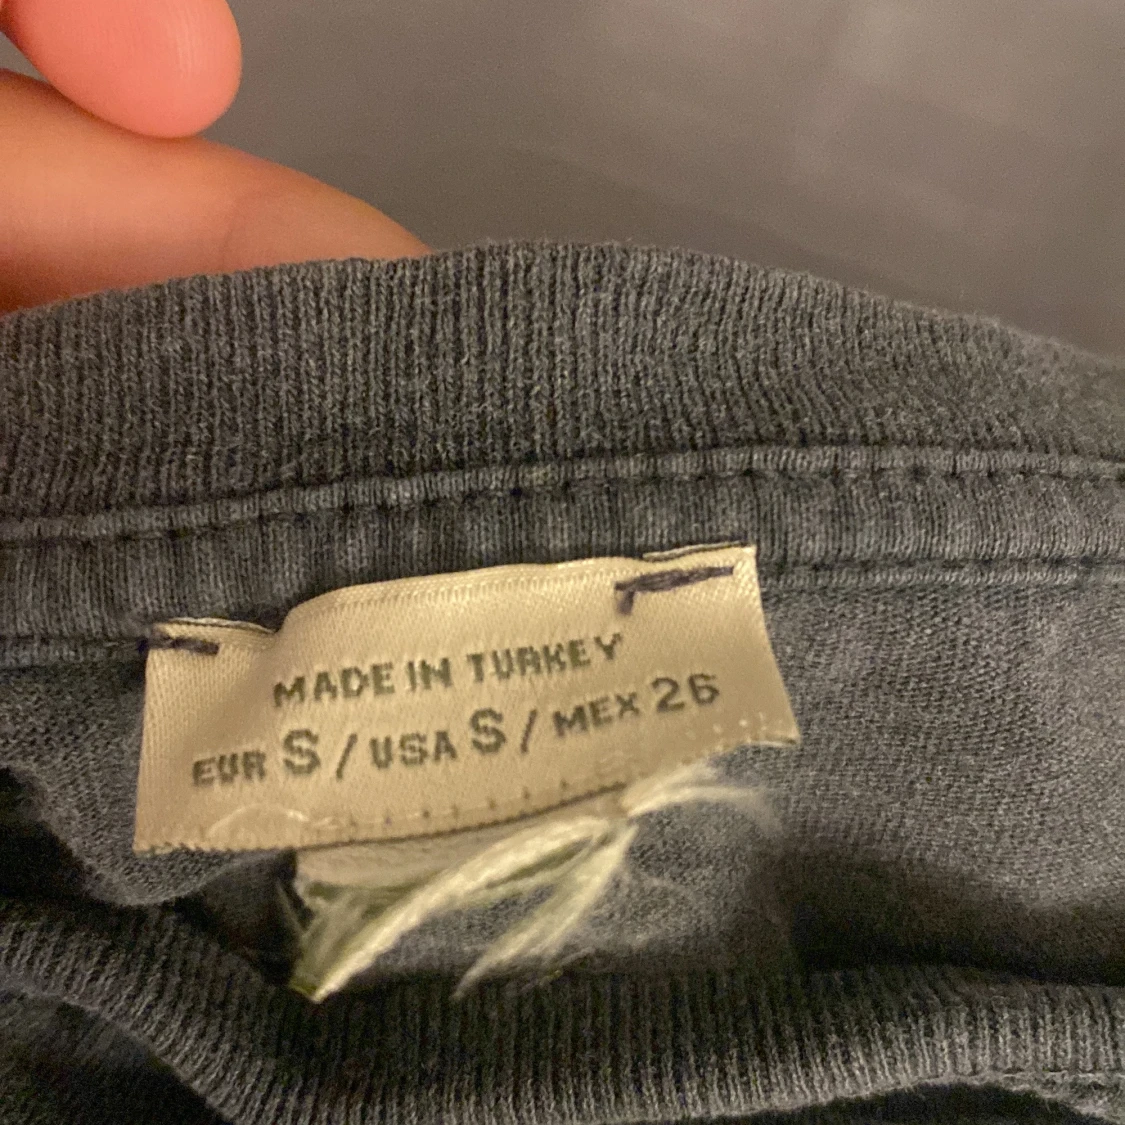 MADE IN TURKEY
EUR S / USA S / MEX 26